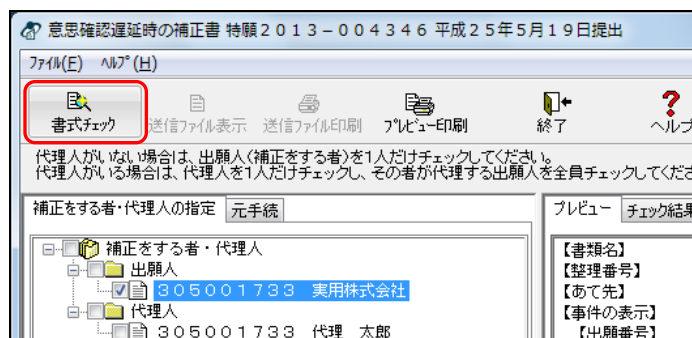 意思確認遅延時の補正書 特願２０１３－００４３４６ 平成２５年５月１９日提出
ﾌｧｲﾙ(F) ﾍﾙﾌﾟ(H)
書式ﾁｪｯｸ 送信ﾌｧｲﾙ表示 送信ﾌｧｲﾙ印刷 ﾌﾟﾚﾋﾞｭｰ印刷 終了 ヘルプ
代理人がいない場合は、出願人(補正をする者)を1人だけチェックしてください。
代理人がいる場合は、代理人を1人だけチェックし、その者が代理する出願人を全員チェックしてくださ
補正をする者・代理人の指定 元手続 プレビュー チェック結果
補正をする者・代理人
出願人
３０５００１７３３ 実用株式会社
代理人
３０５００１７３３ 代理 太郎
【書類名】
【整理番号】
【あて先】
【事件の表示】
【出願番号】